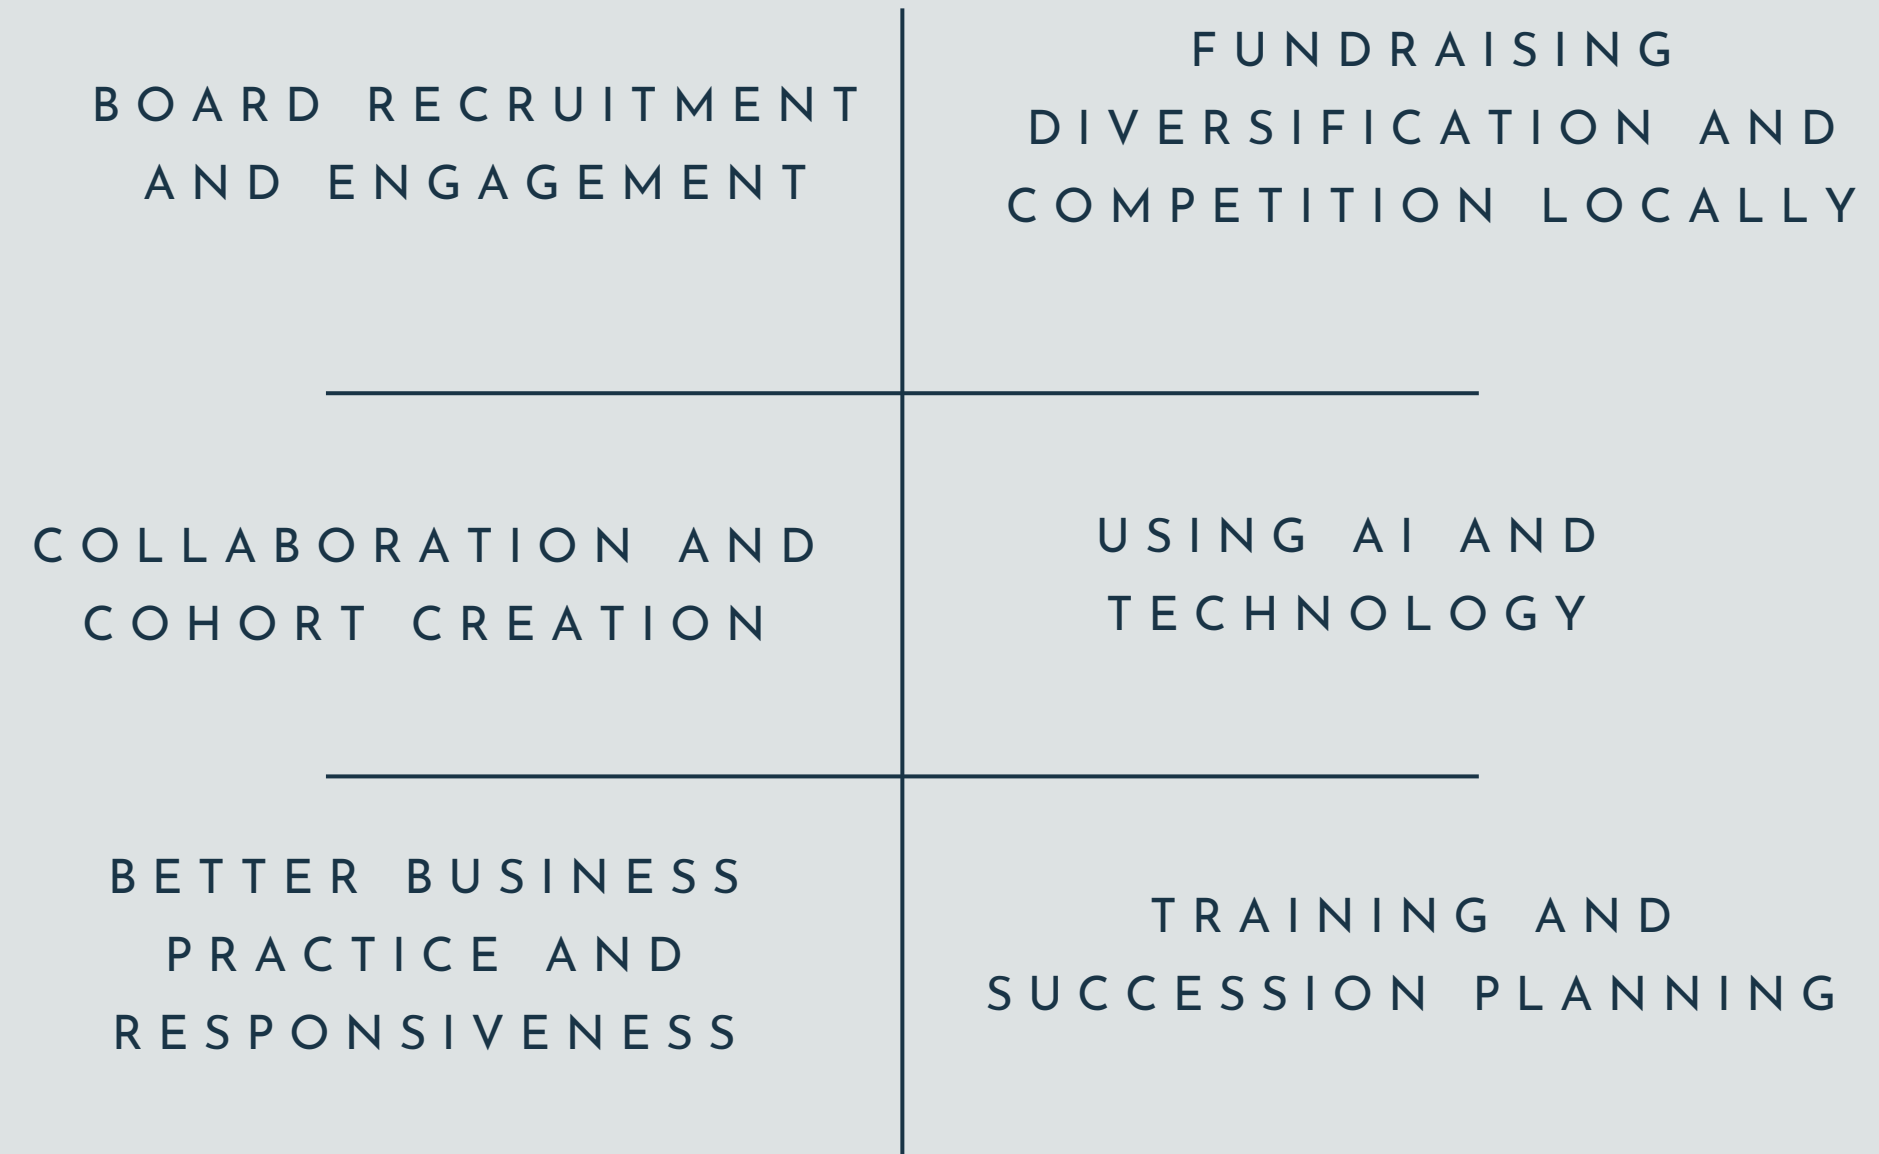 BOARD RECRUITMENT
AND ENGAGEMENT
FUNDRAISING
DIVERSIFICATION AND
COMPETITION LOCALLY
COLLABORATION AND
COHORT CREATION
USING AI AND
TECHNOLOGY
BETTER BUSINESS
PRACTICE AND
RESPONSIVENESS
TRAINING AND
SUCCESSION PLANNING